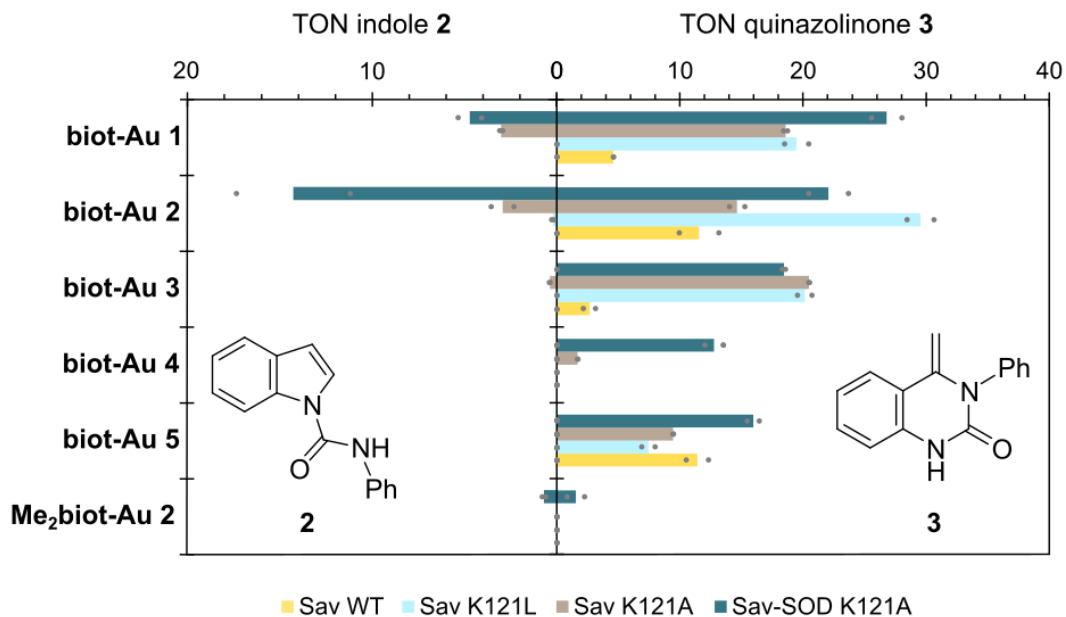 TON indole 2 TON quinazolinone 3
20 10 0 10 20 30 40
biot-Au 1
biot-Au 2
biot-Au 3
biot-Au 4
biot-Au 5
Me₂biot-Au 2
N
O
NH
Ph
2
N
Ph
N
H
O
3
Sav WT Sav K121L Sav K121A Sav-SOD K121A